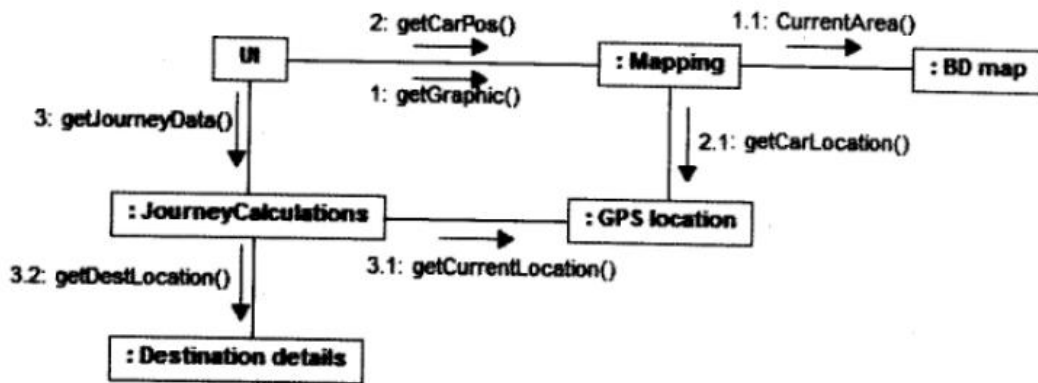 2: getCarPos()
1.1: CurrentArea()
UI
: Mapping
: BD map
1: getGraphic()
3: getJourneyData()
2.1: getCarLocation()
: JourneyCalculations
: GPS location
3.2: getDestLocation()
3.1: getCurrentLocation()
: Destination details